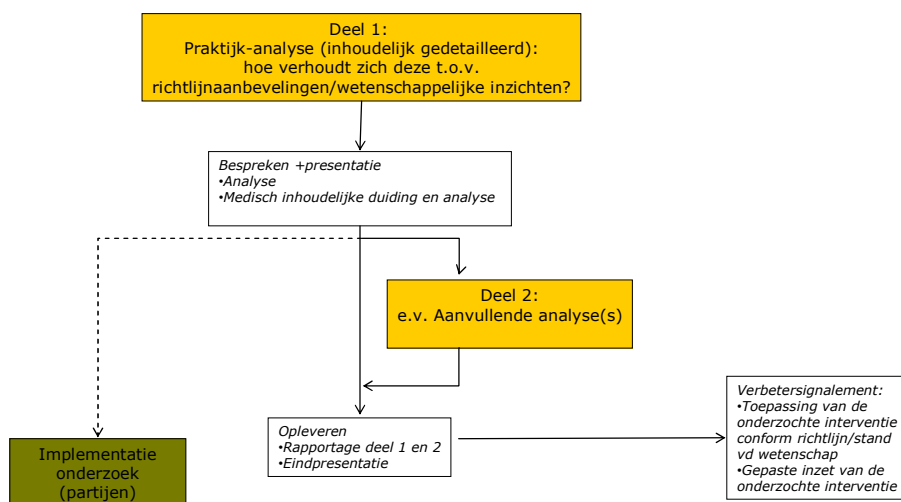 Deel 1:
Praktijk-analyse (inhoudelijk gedetailleerd):
hoe verhoudt zich deze t.o.v.
richtlijnaanbevelingen/wetenschappelijke inzichten?
Bespreken +presentatie
•Analyse
•Medisch inhoudelijke duiding en analyse
Deel 2:
e.v. Aanvullende analyse(s)
Opleveren
•Rapportage deel 1 en 2
•Eindpresentatie
Verbetersignalement:
•Toepassing van de
onderzochte interventie
conform richtlijn/stand
vd wetenschap
•Gepaste inzet van de
onderzochte interventie
Implementatie
onderzoek
(partijen)